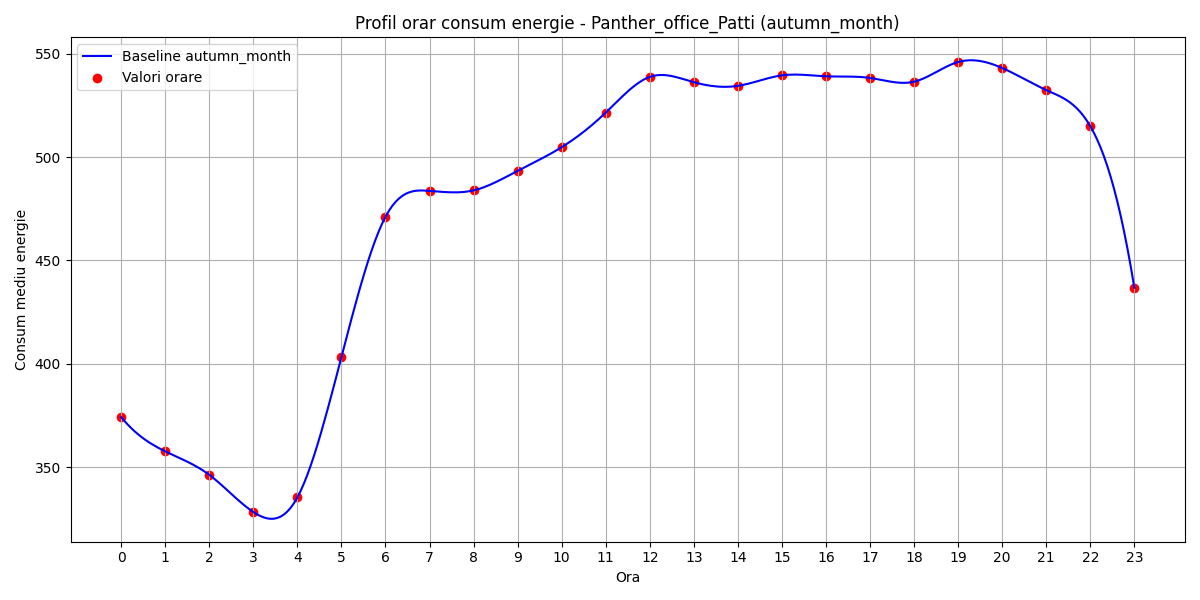 Profil orar consum energie - Panther_office_Patti (autumn_month)
Baseline autumn_month
Valori orare
Consum mediu energie
550
500
450
400
350
0 1 2 3 4 5 6 7 8 9 10 11 12 13 14 15 16 17 18 19 20 21 22 23
Ora